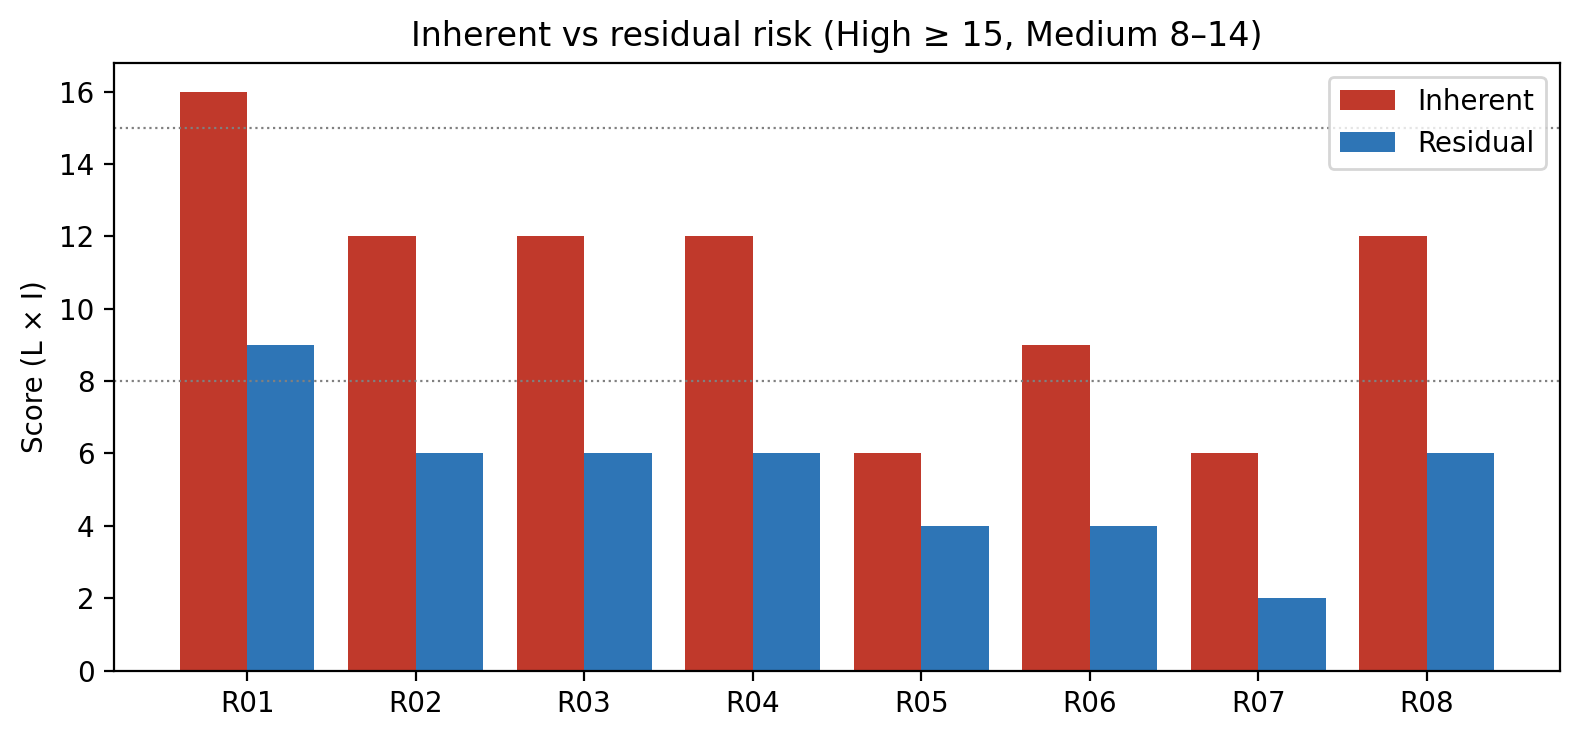 Inherent vs residual risk (High ≥ 15, Medium 8–14)
Inherent
Residual
Score (L × I)
16
14
12
10
8
6
4
2
0
R01 R02 R03 R04 R05 R06 R07 R08